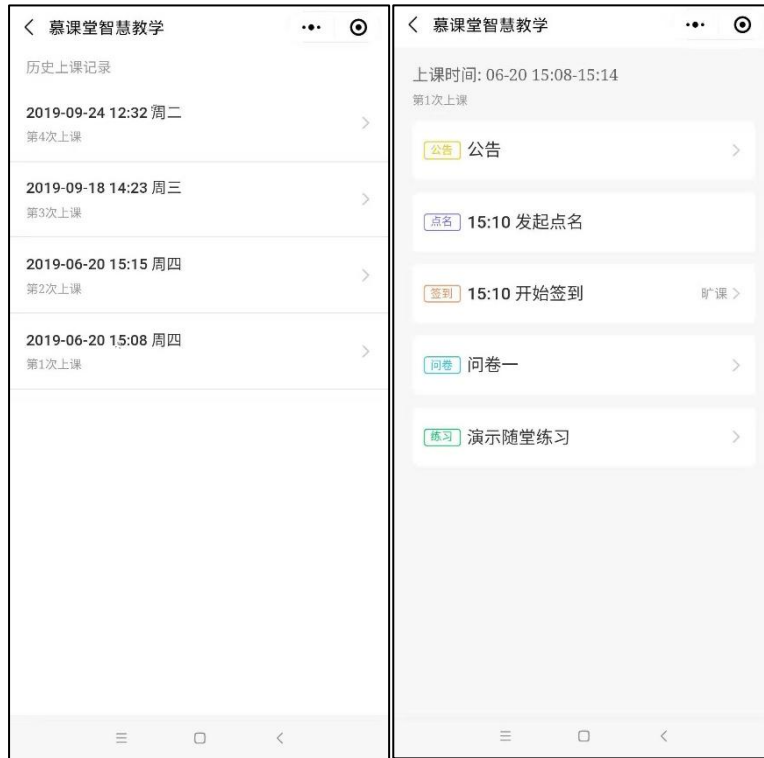 慕课堂智慧教学
历史上课记录
2019-09-24 12:32 周二
第4次上课
2019-09-18 14:23 周三
第3次上课
2019-06-20 15:15 周四
第2次上课
2019-06-20 15:08 周四
第1次上课
慕课堂智慧教学
上课时间: 06-20 15:08-15:14
第1次上课
公告 公告
点名 15:10 发起点名
签到 15:10 开始签到 旷课
问卷 问卷一
练习 演示随堂练习